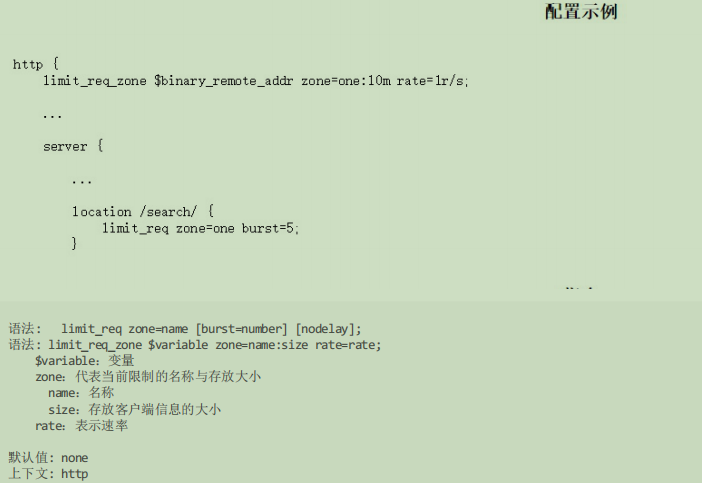 配置示例
http {
    limit_req_zone $binary_remote_addr zone=one:10m rate=1r/s;
    ...
    server {
        ...
        location /search/ {
            limit_req zone=one burst=5;
        }
语法:   limit_req zone=name [burst=number] [nodelay];
语法: limit_req_zone $variable zone=name:size rate=rate;
    $variable: 变量
    zone: 代表当前限制的名称与存放大小
      name: 名称
      size: 存放客户端信息的大小
    rate: 表示速率
默认值: none
上下文: http